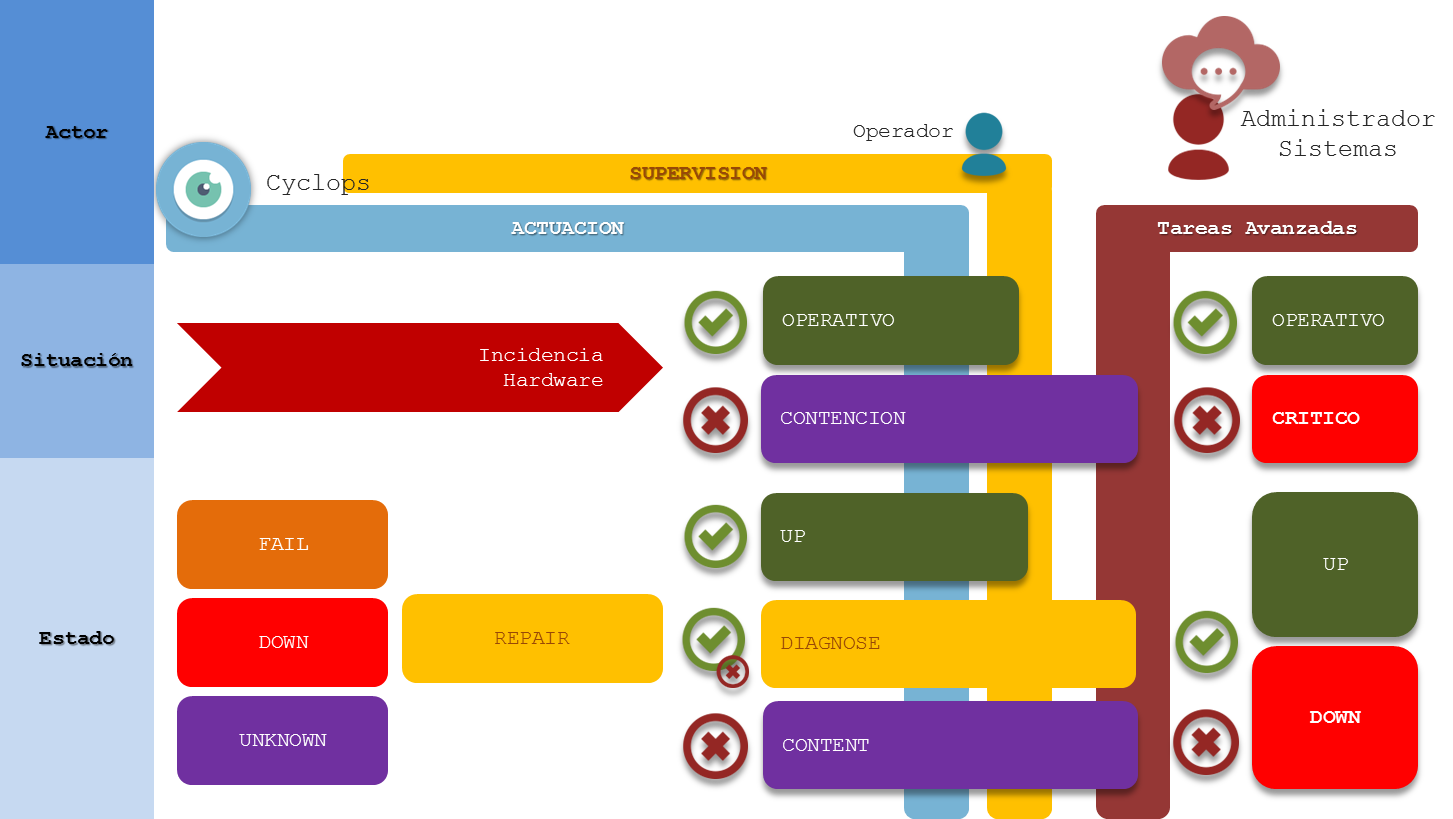 Actor
Cyclops
Operador
SUPERVISION
ACTUACION
Administrador
Sistemas
Tareas Avanzadas
Situación
Incidencia
Hardware
OPERATIVO
CONTENCION
OPERATIVO
CRITICO
Estado
FAIL
DOWN
UNKNOWN
REPAIR
UP
DIAGNOSE
CONTENT
UP
DOWN